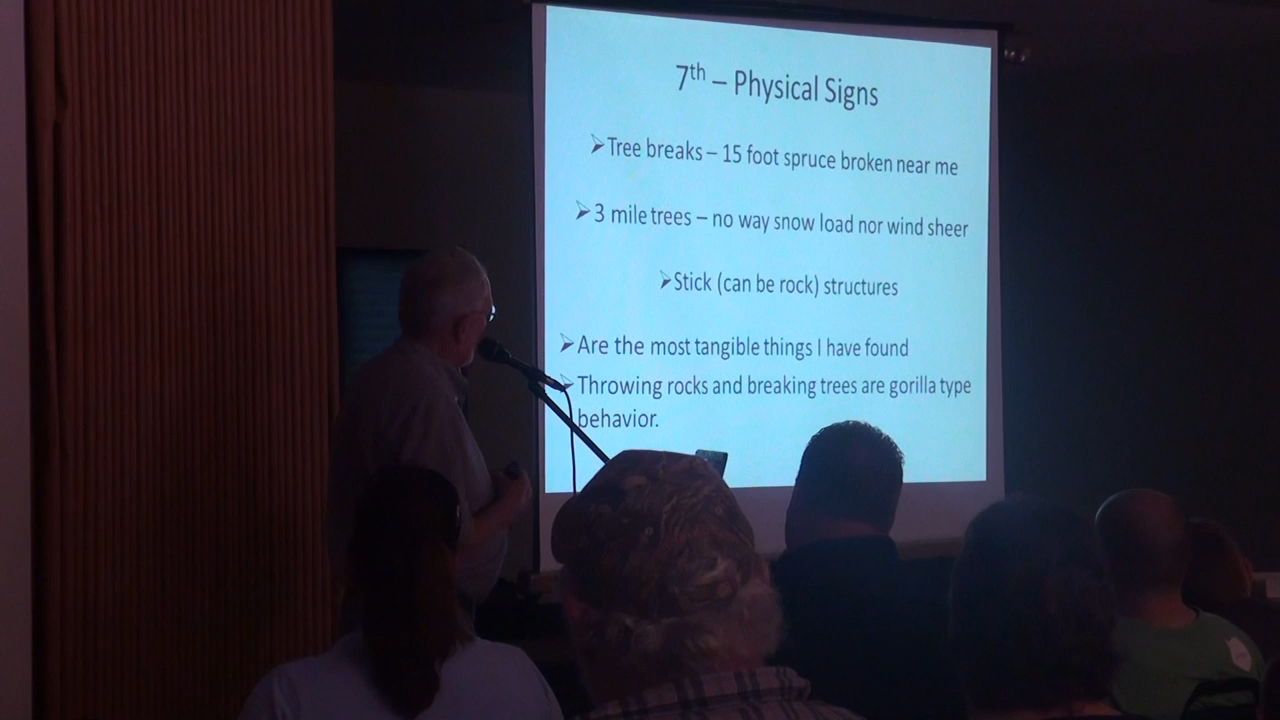 7th – Physical Signs
➢Tree breaks – 15 foot spruce broken near me
➢3 mile trees – no way snow load nor wind sheer
➢Stick (can be rock) structures
➢Are the most tangible things I have found
➢Throwing rocks and breaking trees are gorilla type
behavior.